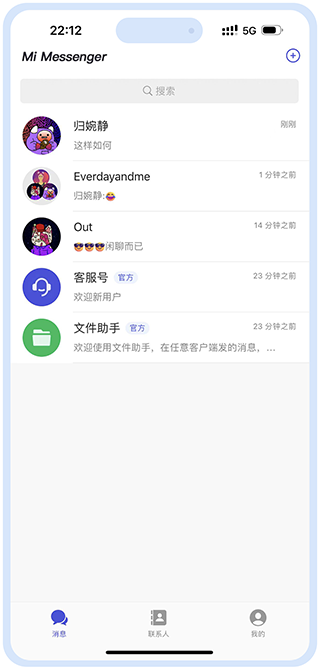 22:12
5G
Mi Messenger
搜索
归婉静
刚刚
这样如何
Everdayandme
1 分钟之前
归婉静:😂
Out
14 分钟之前
😎😎😎闲聊而已
客服号 官方
23 分钟之前
欢迎新用户
文件助手 官方
23 分钟之前
欢迎使用文件助手，在任意客户端发的消息，...
消息
联系人
我的